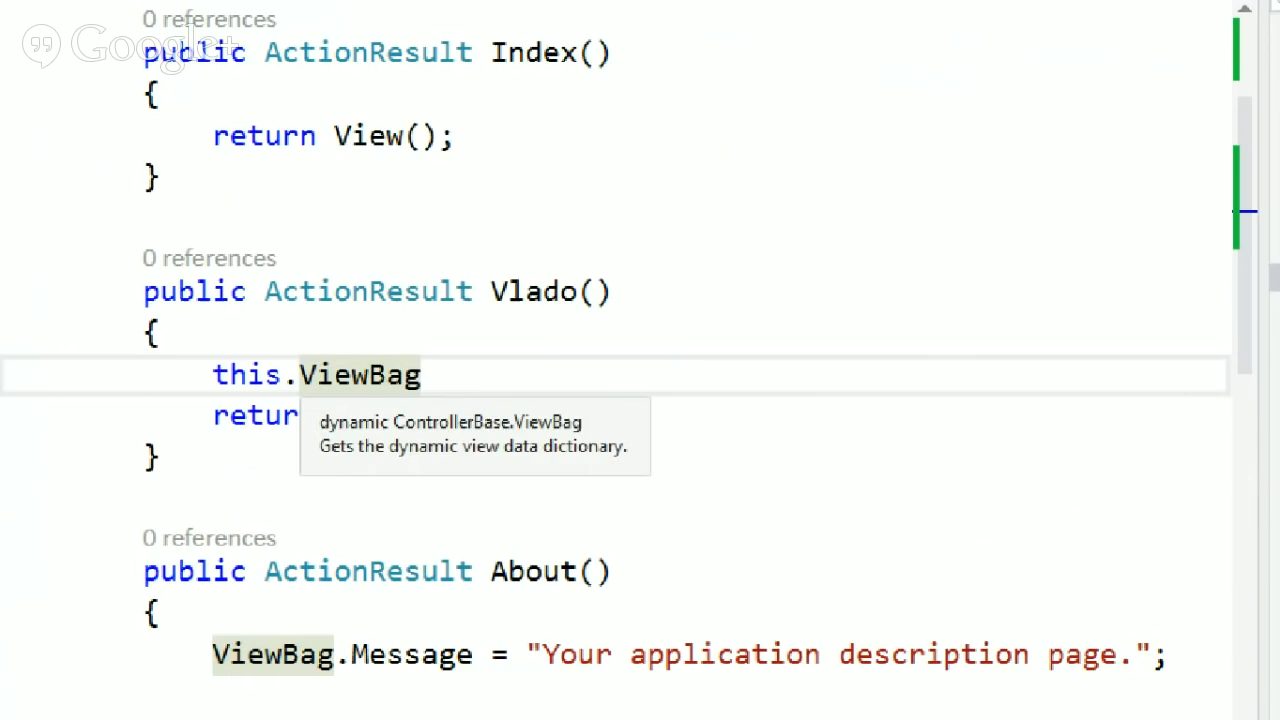 0 references
Google+
public ActionResult Index()
{
return View();
}
0 references
public ActionResult Vlado()
{
this.ViewBag
retur
dynamic ControllerBase.ViewBag
Gets the dynamic view data dictionary.
}
0 references
public ActionResult About()
{
ViewBag.Message = "Your application description page.";